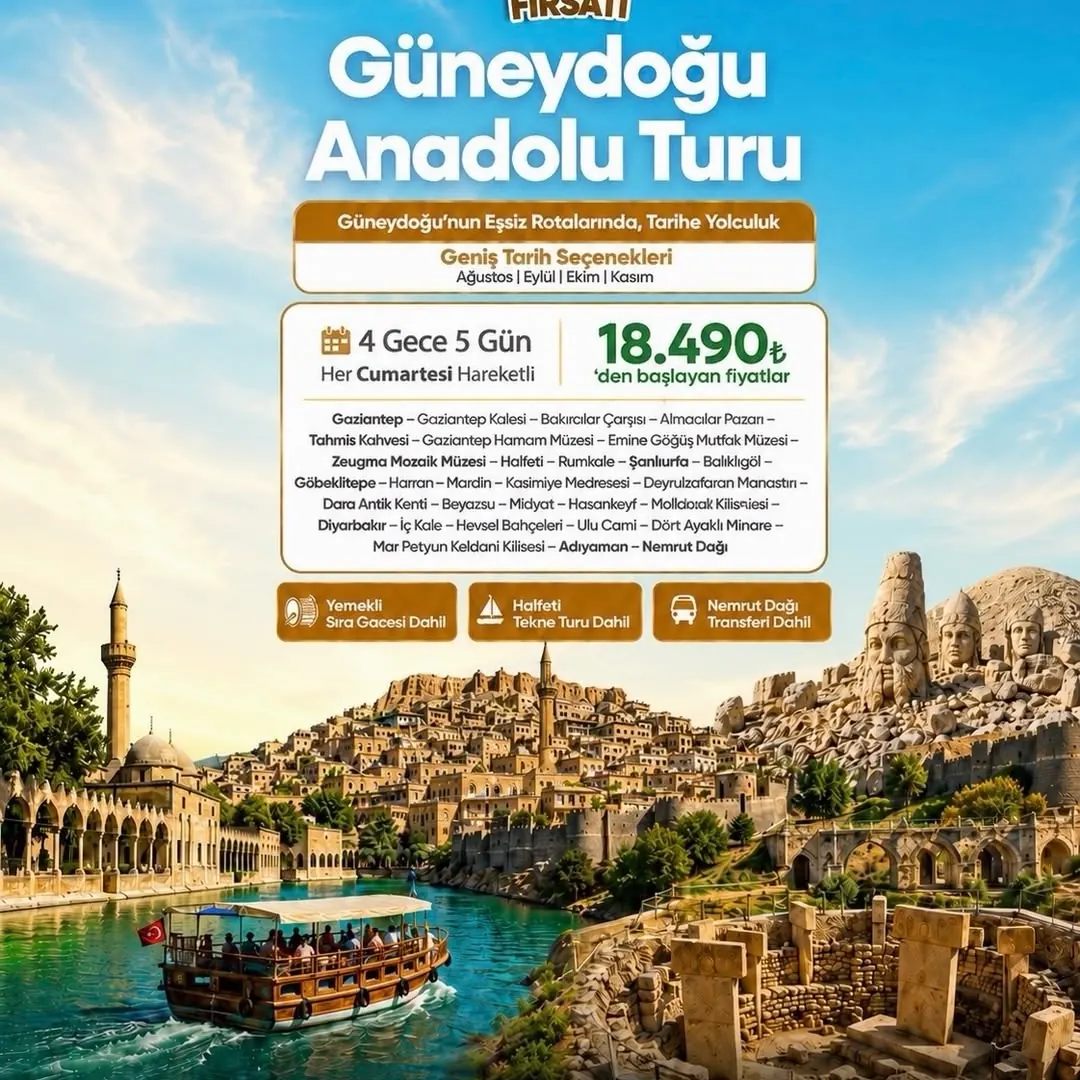 FIRSATI
Güneydoğu
Anadolu Turu
Güneydoğu'nun Eşsiz Rotalarında, Tarihe Yolculuk
Geniş Tarih Seçenekleri
Ağustos | Eylül | Ekim | Kasım
4 Gece 5 Gün
Her Cumartesi Hareketli
18.490₺
'den başlayan fiyatlar
Gaziantep – Gaziantep Kalesi – Bakırcılar Çarşısı – Almacılar Pazarı –
Tahmis Kahvesi – Gaziantep Hamam Müzesi – Emine Göğüş Mutfak Müzesi –
Zeugma Mozaik Müzesi – Halfeti – Rumkale – Şanlıurfa – Balıklıgöl –
Göbeklitepe – Harran – Mardin – Kasimiye Medresesi – Deyrulzafaran Manastırı –
Dara Antik Kenti – Beyazsu – Midyat – Hasankeyf –
Diyarbakır – İç Kale – Hevsel Bahçeleri – Ulu Cami – Dört Ayaklı Minare –
Mar Petyun Keldani Kilisesi – Adıyaman – Nemrut Dağı
Yemekli
Sıra Gacesi Dahil
Halfeti
Tekne Turu Dahil
Nemrut Dağı
Transferi Dahil